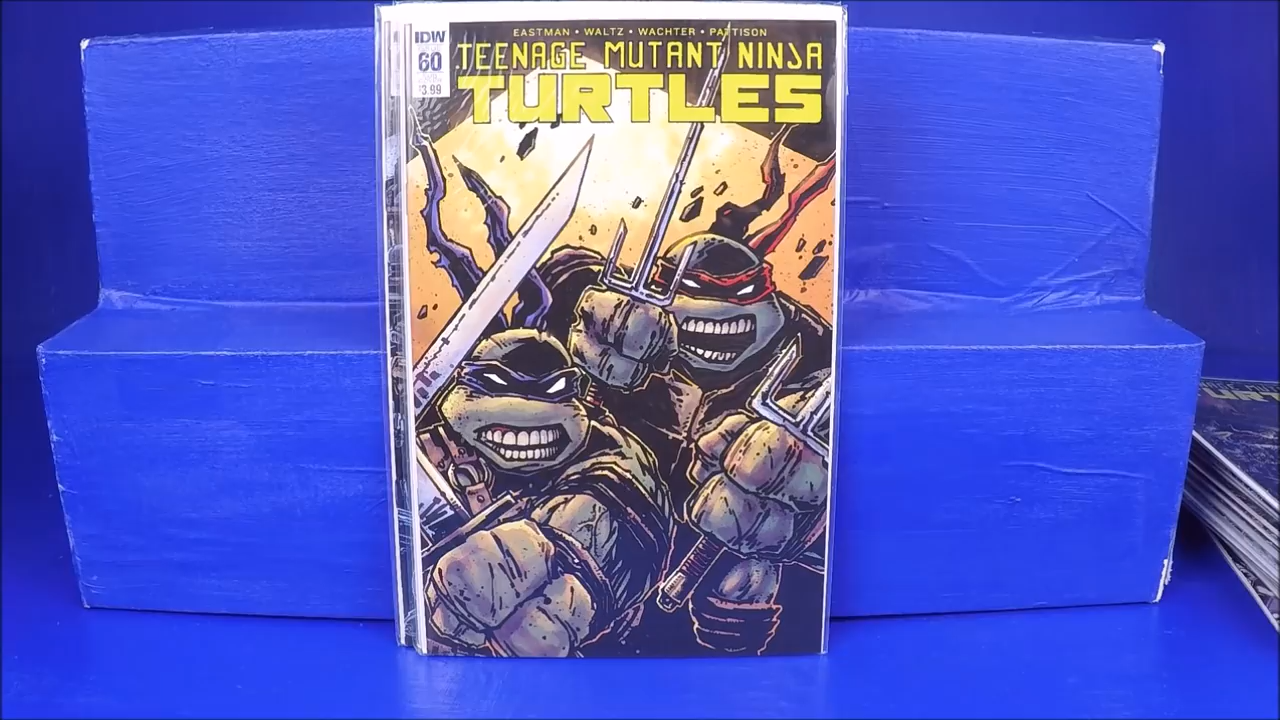 EASTMAN • WALTZ • WACHTER • PATTISON
IDW
60
$3.99
TEENAGE MUTANT NINJA
TURTLES